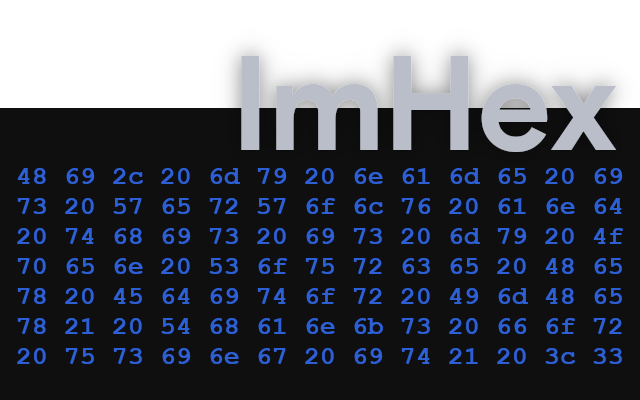 ImHex
48 69 2c 20 6d 79 20 6e 61 6d 65 20 69
73 20 57 65 72 57 6f 6c 76 20 61 6e 64
20 74 68 69 73 20 69 73 20 6d 79 20 4f
70 65 6e 20 53 6f 75 72 63 65 20 48 65
78 20 45 64 69 74 6f 72 20 49 6d 48 65
78 21 20 54 68 61 6e 6b 73 20 66 6f 72
20 75 73 69 6e 67 20 69 74 21 20 3c 33